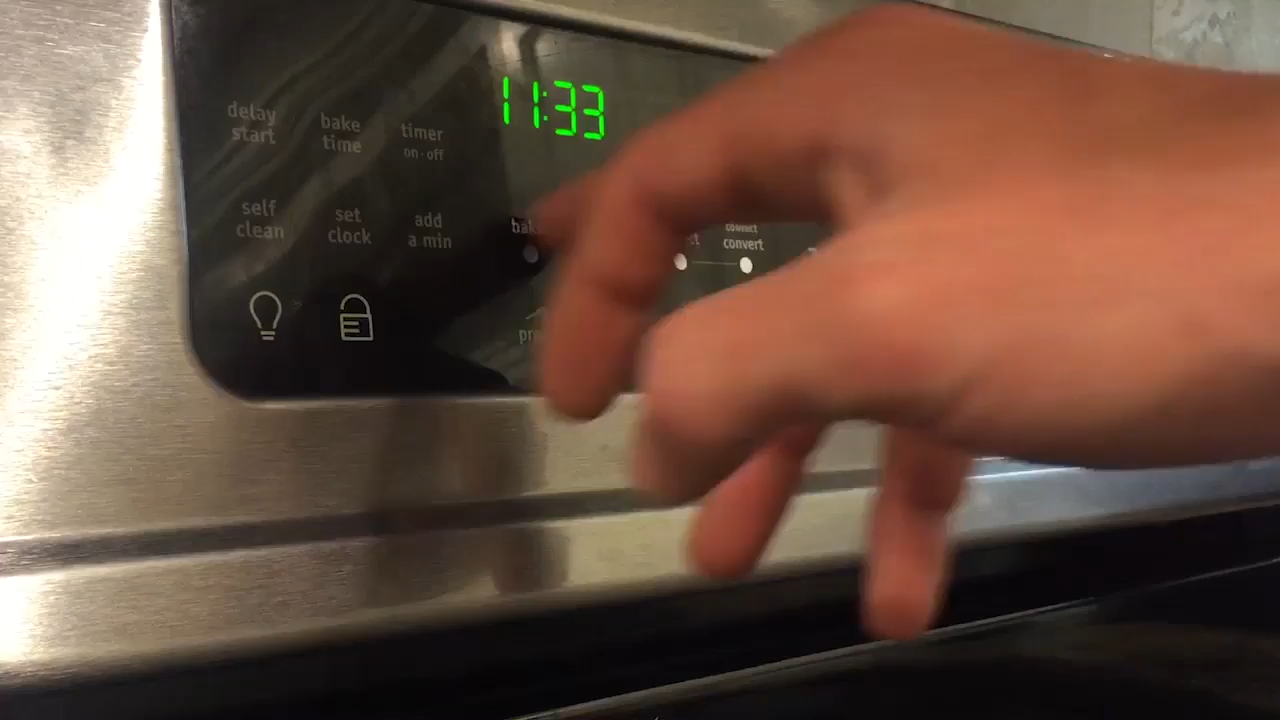 11:33
delay
start
bake
time
timer
on·off
self
clean
set
clock
add
a min
convert